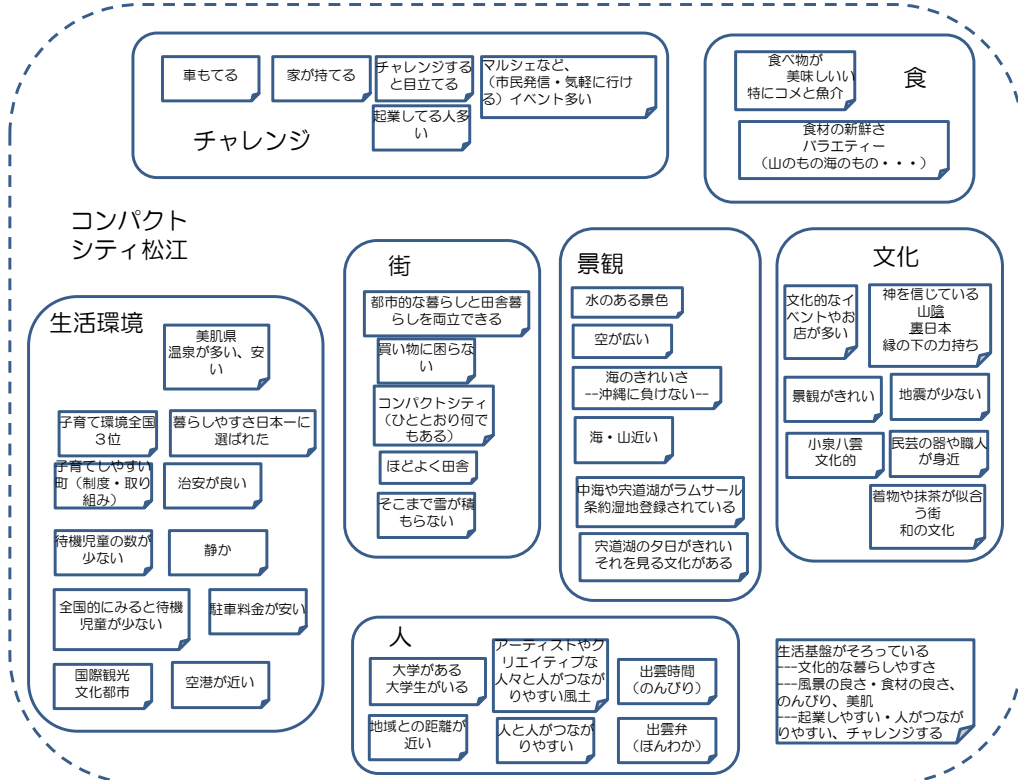 車もてる
家が持てる
チャレンジする
と目立てる
マルシェなど、
（市民発信・気軽に行け
る）イベント多い
起業してる人多
い
チャレンジ
食べ物が
美味しいい
特にコメと魚介
食
食材の新鮮さ
バラエティー
（山のもの海のもの・・・）
コンパクト
シティ松江
生活環境
美肌県
温泉が多い、安
い
子育て環境全国
３位
暮らしやすさ日本一に
選ばれた
子育てしやすい
町（制度・取り
組み）
治安が良い
待機児童の数が
少ない
静か
全国的にみると待機
児童が少ない
駐車料金が安い
国際観光
文化都市
空港が近い
街
都市的な暮らしと田舎暮
らしを両立できる
買い物に困らな
い
コンパクトシティ
（ひととおり何で
もある）
ほどよく田舎
そこまで雪が積
もらない
景観
水のある景色
空が広い
海のきれいさ
--沖縄に負けない--
海・山近い
中海や宍道湖がラムサール
条約湿地登録されている
宍道湖の夕日がきれい
それを見る文化がある
文化
文化的なイ
ベントやお
店が多い
神を信じている
山陰
裏日本
縁の下の力持ち
景観がきれい
地震が少ない
小泉八雲
文化的
民芸の器や職人
が身近
着物や抹茶が似合
う街
和の文化
人
大学がある
大学生がいる
アーティストやク
リエイティブな
人々と人がつなが
りやすい風土
出雲時間
（のんびり）
地域との距離が
近い
人と人がつなが
りやすい
出雲弁
（ほんわか）
生活基盤がそろっている
---文化的な暮らしやすさ
---風景の良さ・食材の良さ、
のんびり、美肌
---起業しやすい・人がつなが
りやすい、チャレンジする